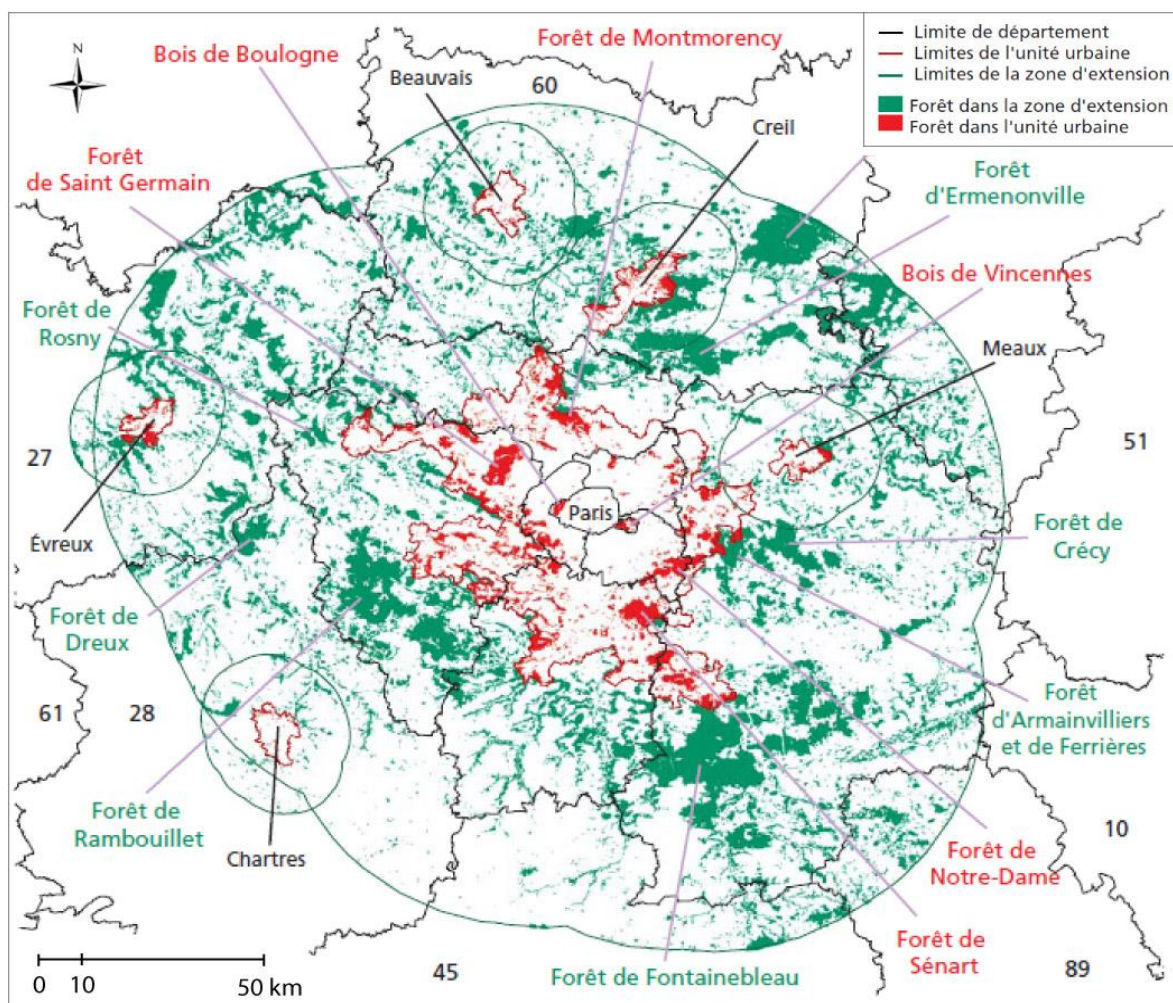 N
Bois de Boulogne
Forêt de Montmorency
Beauvais
60
Creil
Limite de département
Limites de l'unité urbaine
Limites de la zone d'extension
Forêt dans la zone d'extension
Forêt dans l'unité urbaine
Forêt
de Saint Germain
Forêt
d'Ermenonville
Bois de Vincennes
Forêt de
Rosny
Meaux
27
51
Paris
Évreux
Forêt de
Crécy
Forêt de
Dreux
61
28
Forêt
d'Armainvilliers
et de Ferrières
Forêt de
Rambouillet
Chartres
10
Forêt de
Notre-Dame
Forêt de
Sénart
Forêt de Fontainebleau
45
89
0 10 50 km